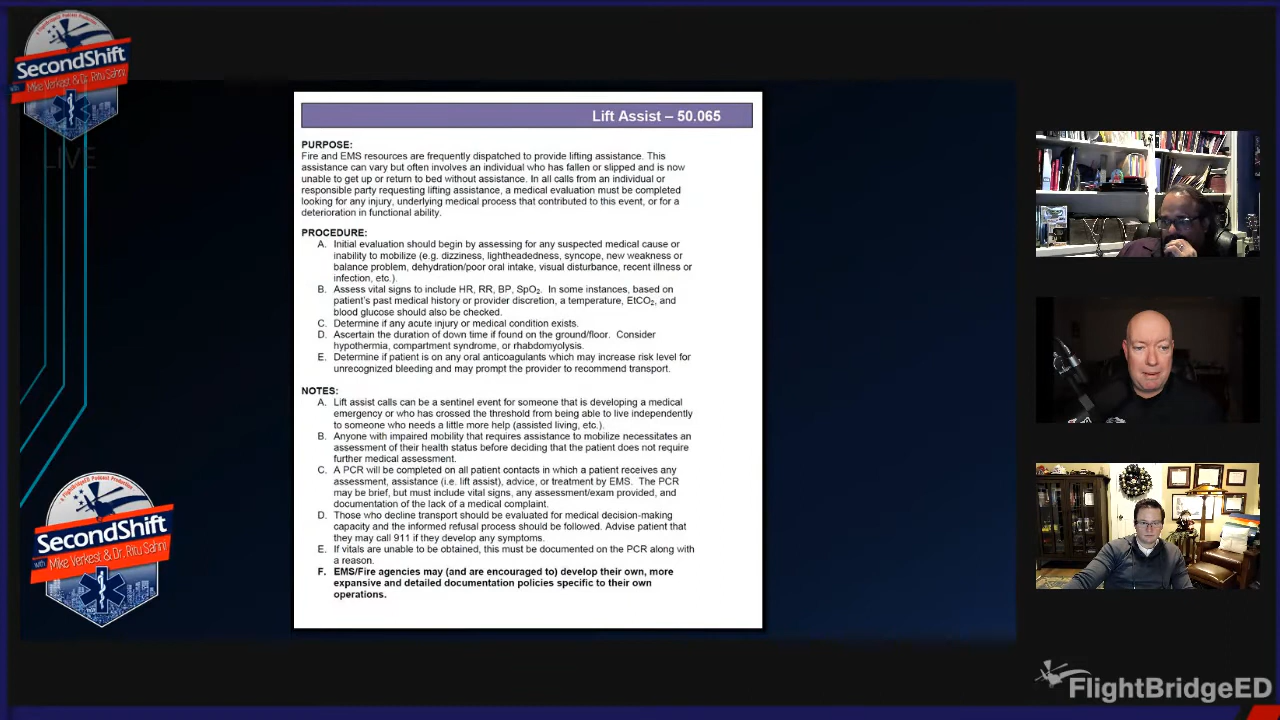 A FlightBridgeED Podcast Production
SecondShift
with Mike Verkest & Dr. Ritu Sahni
LIVE
Lift Assist – 50.065
PURPOSE:
Fire and EMS resources are frequently dispatched to provide lifting assistance. This
assistance can vary but often involves an individual who has fallen or slipped and is now
unable to get up or return to bed without assistance. In all calls from an individual or
responsible party requesting lifting assistance, a medical evaluation must be completed
looking for any injury, underlying medical process that contributed to this event, or for a
deterioration in functional ability.
PROCEDURE:
A. Initial evaluation should begin by assessing for any suspected medical cause or
inability to mobilize (e.g. dizziness, lightheadedness, syncope, new weakness or
balance problem, dehydration/poor oral intake, visual disturbance, recent illness or
infection, etc.).
B. Assess vital signs to include HR, RR, BP, SpO₂. In some instances, based on
patient's past medical history or provider discretion, a temperature, EtCO₂, and
blood glucose should also be checked.
C. Determine if any acute injury or medical condition exists.
D. Ascertain the duration of down time if found on the ground/floor. Consider
hypothermia, compartment syndrome, or rhabdomyolysis.
E. Determine if patient is on any oral anticoagulants which may increase risk level for
unrecognized bleeding and may prompt the provider to recommend transport.
NOTES:
A. Lift assist calls can be a sentinel event for someone that is developing a medical
emergency or who has crossed the threshold from being able to live independently
to someone who needs a little more help (assisted living, etc.).
B. Anyone with impaired mobility that requires assistance to mobilize necessitates an
assessment of their health status before deciding that the patient does not require
further medical assessment.
C. A PCR will be completed on all patient contacts in which a patient receives any
assessment, assistance (i.e. lift assist), advice, or treatment by EMS. The PCR
may be brief, but must include vital signs, any assessment/exam provided, and
documentation of the lack of a medical complaint.
D. Those who decline transport should be evaluated for medical decision-making
capacity and the informed refusal process should be followed. Advise patient that
they may call 911 if they develop any symptoms.
E. If vitals are unable to be obtained, this must be documented on the PCR along with
a reason.
F. EMS/Fire agencies may (and are encouraged to) develop their own, more
expansive and detailed documentation policies specific to their own
operations.
A FlightBridgeED Podcast Production
SecondShift
with Mike Verkest & Dr. Ritu Sahni
FlightBridgeED